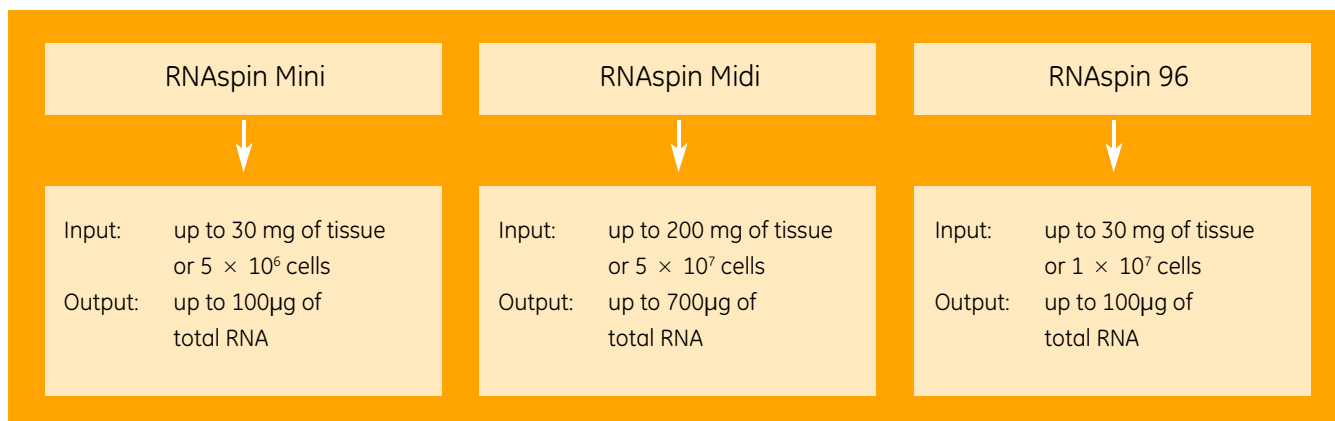 RNAspin Mini
Input: up to 30 mg of tissue
or 5 × 10⁶ cells
Output: up to 100µg of
total RNA
RNAspin Midi
Input: up to 200 mg of tissue
or 5 × 10⁷ cells
Output: up to 700µg of
total RNA
RNAspin 96
Input: up to 30 mg of tissue
or 1 × 10⁷ cells
Output: up to 100µg of
total RNA